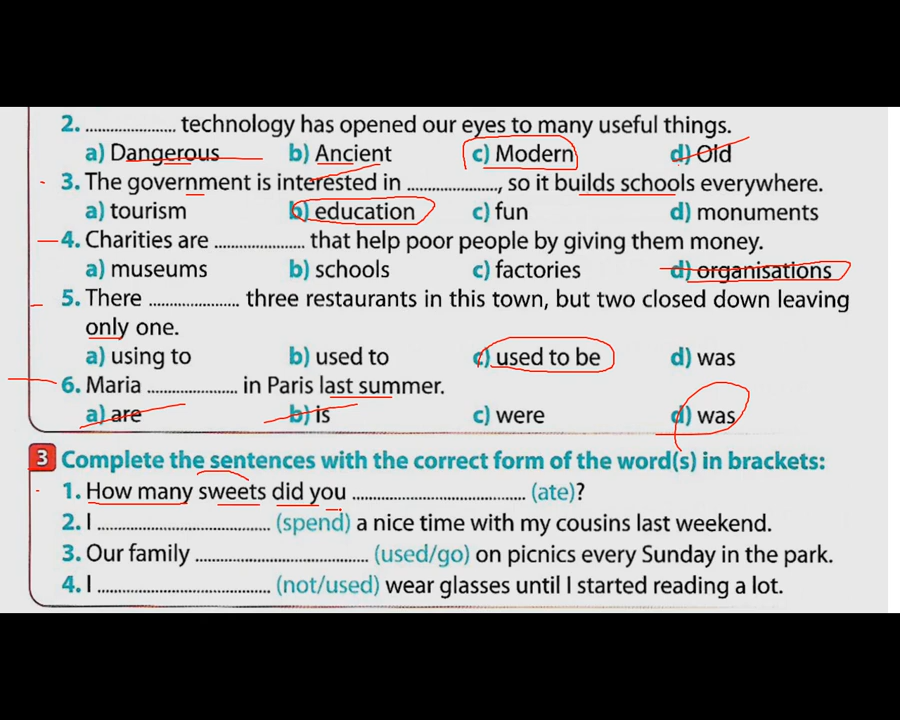 2. ........................ technology has opened our eyes to many useful things.
a) Dangerous b) Ancient c) Modern d) Old
3. The government is interested in ........................, so it builds schools everywhere.
a) tourism b) education c) fun d) monuments
4. Charities are ........................ that help poor people by giving them money.
a) museums b) schools c) factories d) organisations
5. There ........................ three restaurants in this town, but two closed down leaving
only one.
a) using to b) used to c) used to be d) was
6. Maria ........................ in Paris last summer.
a) are b) is c) were d) was
3 Complete the sentences with the correct form of the word(s) in brackets:
1. How many sweets did you .............................................. (ate)?
2. I .............................................. (spend) a nice time with my cousins last weekend.
3. Our family .............................................. (used/go) on picnics every Sunday in the park.
4. I .............................................. (not/used) wear glasses until I started reading a lot.